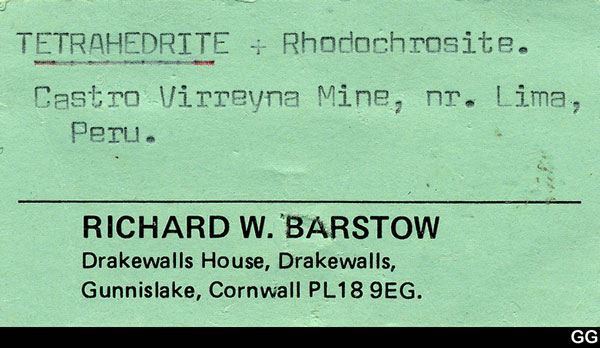 TETRAHEDRITE + Rhodochrosite.
Castro Virreyna Mine, nr. Lima,
Peru.
RICHARD W. BARSTOW
Drakewalls House, Drakewalls,
Gunnislake, Cornwall PL18 9EG.
GG